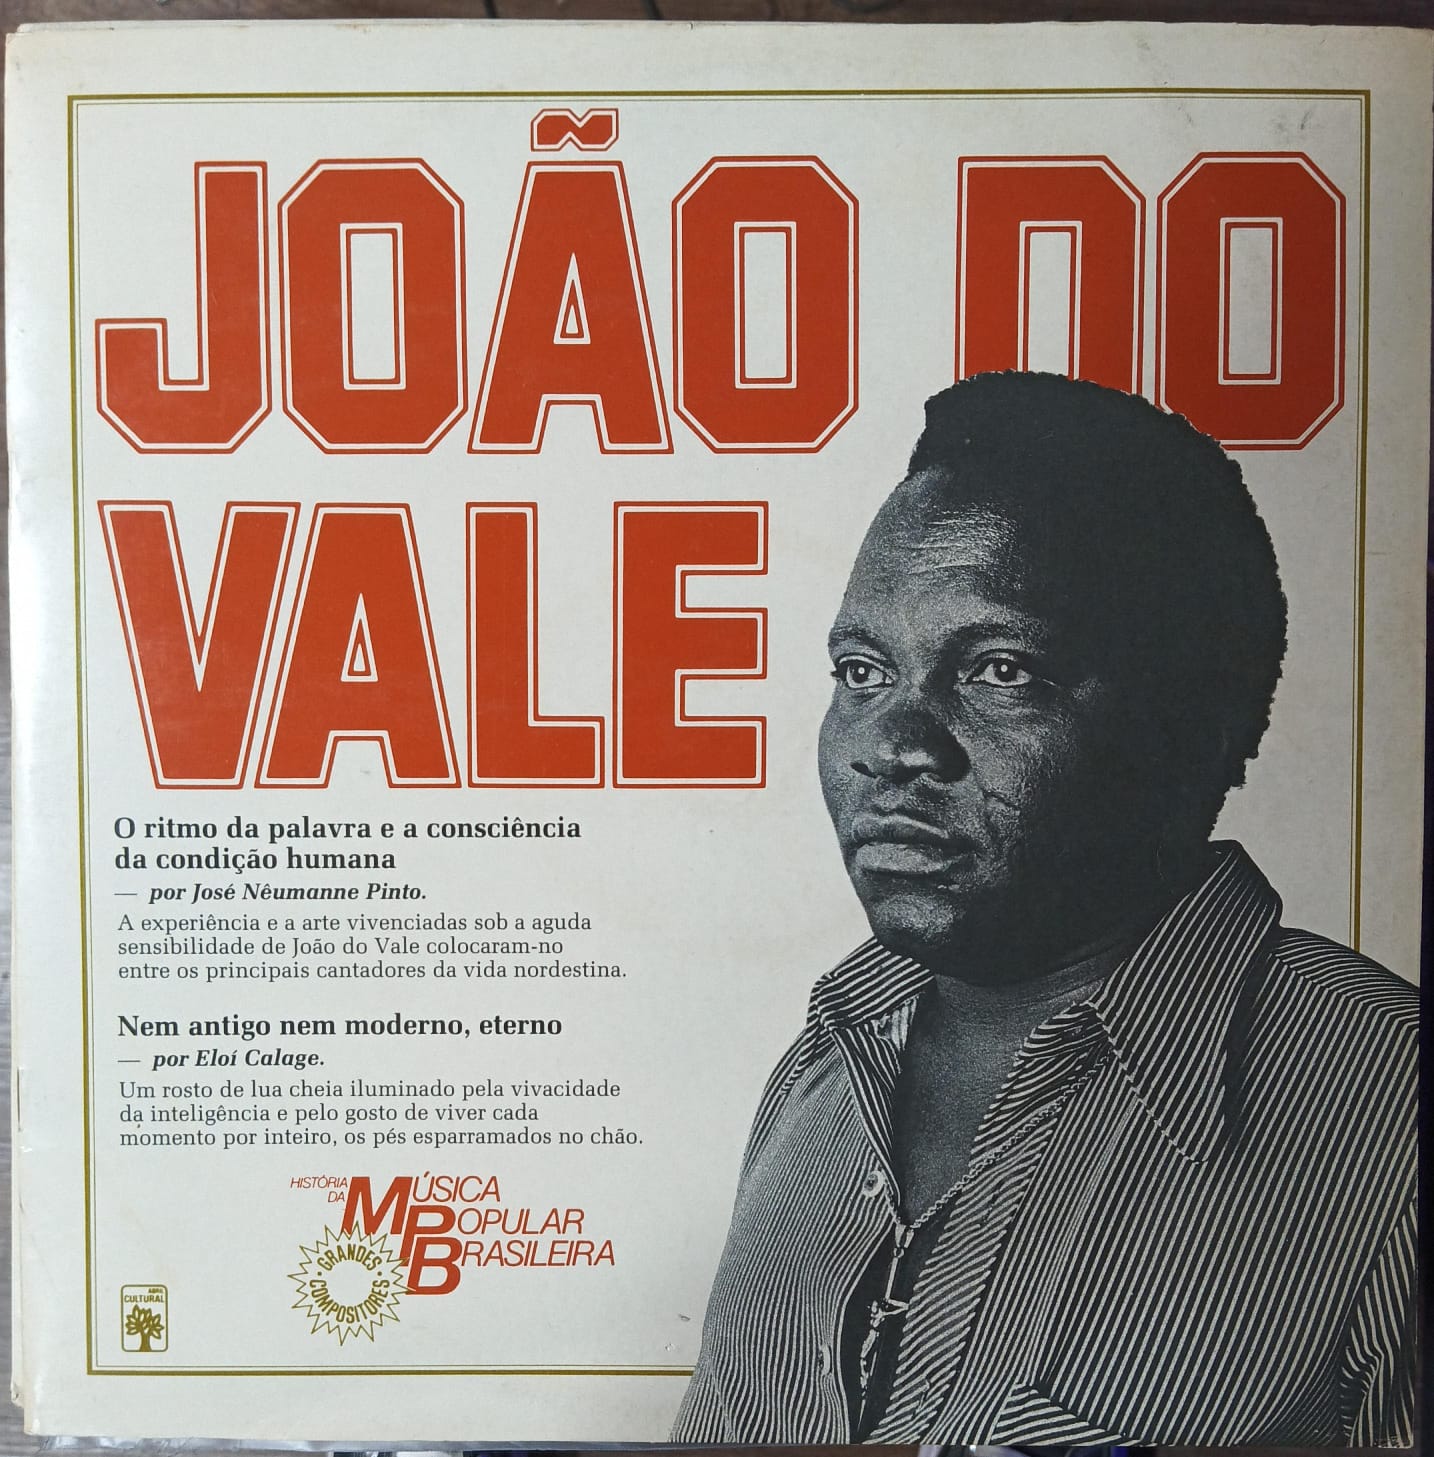 JOÃO DO
VALE
O ritmo da palavra e a consciência
da condição humana
— por José Nêumanne Pinto.
A experiência e a arte vivenciadas sob a aguda
sensibilidade de João do Vale colocaram-no
entre os principais cantadores da vida nordestina.
Nem antigo nem moderno, eterno
— por Eloí Calage.
Um rosto de lua cheia iluminado pela vivacidade
da inteligência e pelo gosto de viver cada
momento por inteiro, os pés esparramados no chão.
HISTÓRIA
DA MÚSICA
POPULAR
BRASILEIRA
GRANDES
COMPOSITORES
ABRIL
CULTURAL